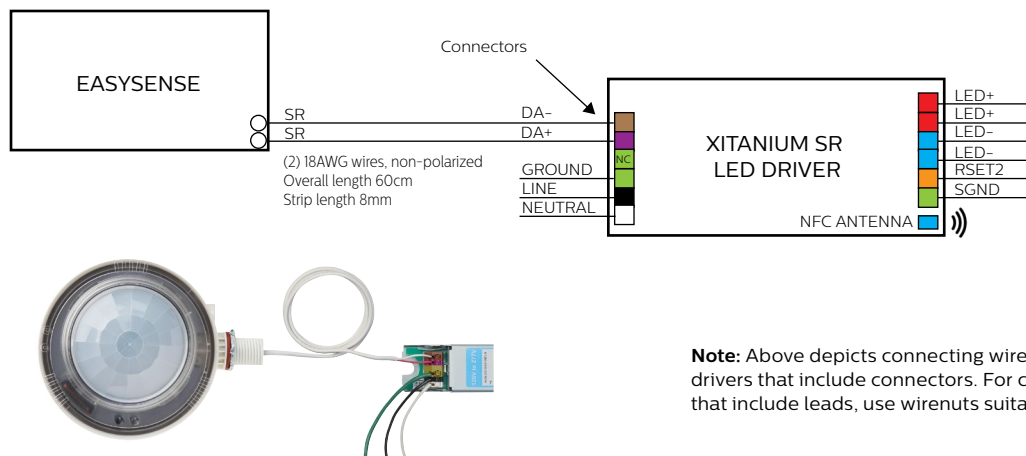 Connectors
EASYSENSE
SR
SR
DA-
DA+
(2) 18AWG wires, non-polarized
Overall length 60cm
Strip length 8mm
GROUND
LINE
NEUTRAL
NC
XITANIUM SR
LED DRIVER
LED+
LED+
LED-
LED-
RSET2
SGND
NFC ANTENNA
Note: Above depicts connecting wire
drivers that include connectors. For
that include leads, use wirenuts